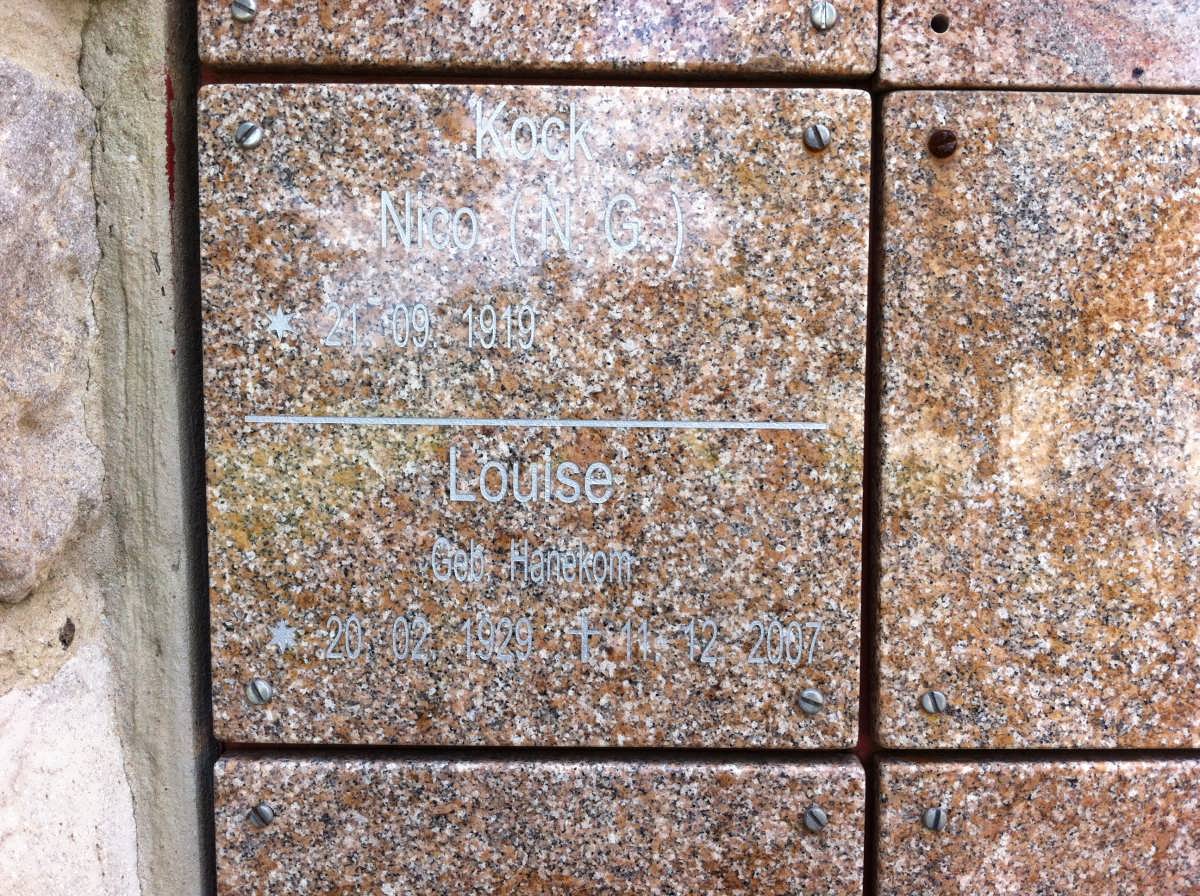 Kock
Nico (N. G.)
* 21. 09. 1919
Louise
Geb. Hanekom
* 20. 02. 1929 † 11. 12. 2007